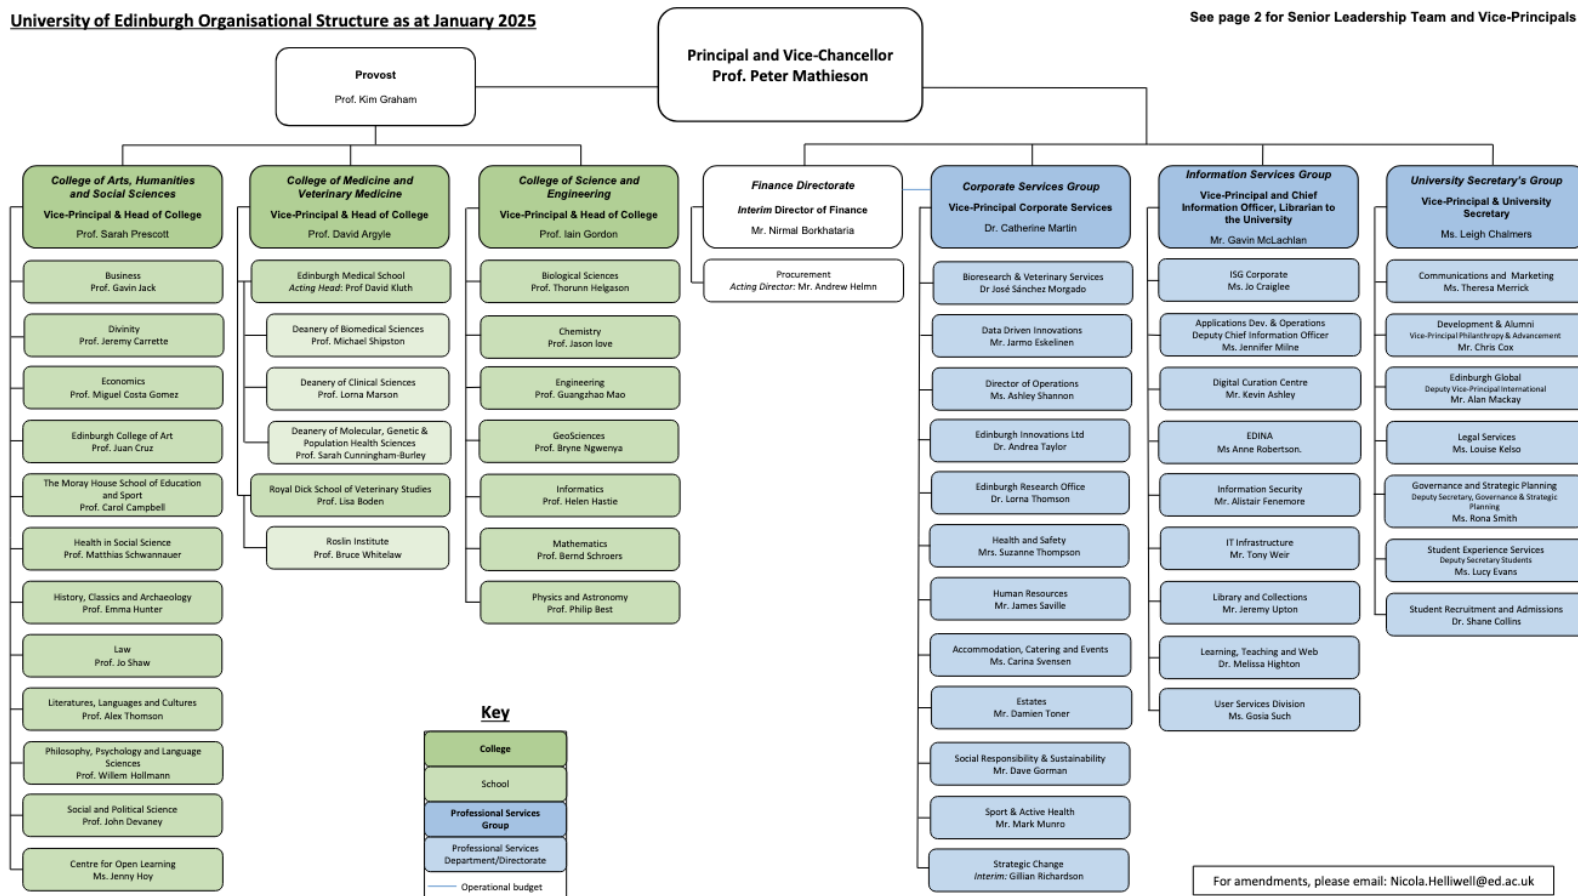 University of Edinburgh Organisational Structure as at January 2025
See page 2 for Senior Leadership Team and Vice-Principals
Principal and Vice-Chancellor
Prof. Peter Mathieson
Provost
Prof. Kim Graham
College of Arts, Humanities
and Social Sciences
Vice-Principal & Head of College
Prof. Sarah Prescott
Business
Prof. Gavin Jack
Divinity
Prof. Jeremy Carrette
Economics
Prof. Miguel Costa Gomez
Edinburgh College of Art
Prof. Juan Cruz
The Moray House School of Education
and Sport
Prof. Carol Campbell
Health in Social Science
Prof. Matthias Schwannauer
History, Classics and Archaeology
Prof. Emma Hunter
Law
Prof. Jo Shaw
Literatures, Languages and Cultures
Prof. Alex Thomson
Philosophy, Psychology and Language
Sciences
Prof. Willem Hollmann
Social and Political Science
Prof. John Devaney
Centre for Open Learning
Ms. Jenny Hoy
College of Medicine and
Veterinary Medicine
Vice-Principal & Head of College
Prof. David Argyle
Edinburgh Medical School
Acting Head: Prof David Kluth
Deanery of Biomedical Sciences
Prof. Michael Shipston
Deanery of Clinical Sciences
Prof. Lorna Marson
Deanery of Molecular, Genetic &
Population Health Sciences
Prof. Sarah Cunningham-Burley
Royal Dick School of Veterinary Studies
Prof. Lisa Boden
Roslin Institute
Prof. Bruce Whitelaw
College of Science and
Engineering
Vice-Principal & Head of College
Prof. Iain Gordon
Biological Sciences
Prof. Thorunn Helgason
Chemistry
Prof. Jason love
Engineering
Prof. Guangzhao Mao
GeoSciences
Prof. Bryne Ngwenya
Informatics
Prof. Helen Hastie
Mathematics
Prof. Bernd Schroers
Physics and Astronomy
Prof. Philip Best
Finance Directorate
Interim Director of Finance
Mr. Nirmal Borkhataria
Procurement
Acting Director: Mr. Andrew Helmn
Corporate Services Group
Vice-Principal Corporate Services
Dr. Catherine Martin
Bioresearch & Veterinary Services
Dr José Sánchez Morgado
Data Driven Innovations
Mr. Jarmo Eskelinen
Director of Operations
Ms. Ashley Shannon
Edinburgh Innovations Ltd
Dr. Andrea Taylor
Edinburgh Research Office
Dr. Lorna Thomson
Health and Safety
Mrs. Suzanne Thompson
Human Resources
Mr. James Saville
Accommodation, Catering and Events
Ms. Carina Svensen
Estates
Mr. Damien Toner
Social Responsibility & Sustainability
Mr. Dave Gorman
Sport & Active Health
Mr. Mark Munro
Strategic Change
Interim: Gillian Richardson
Information Services Group
Vice-Principal and Chief
Information Officer, Librarian to
the University
Mr. Gavin McLachlan
ISG Corporate
Ms. Jo Craiglee
Applications Dev. & Operations
Deputy Chief Information Officer
Ms. Jennifer Milne
Digital Curation Centre
Mr. Kevin Ashley
EDINA
Ms Anne Robertson.
Information Security
Mr. Alistair Fenemore
IT Infrastructure
Mr. Tony Weir
Library and Collections
Mr. Jeremy Upton
Learning, Teaching and Web
Dr. Melissa Highton
User Services Division
Ms. Gosia Such
University Secretary's Group
Vice-Principal & University
Secretary
Ms. Leigh Chalmers
Communications and Marketing
Ms. Theresa Merrick
Development & Alumni
Vice-Principal Philanthropy & Advancement
Mr. Chris Cox
Edinburgh Global
Deputy Vice-Principal International
Mr. Alan Mackay
Legal Services
Ms. Louise Kelso
Governance and Strategic Planning
Deputy Secretary, Governance & Strategic
Planning
Ms. Rona Smith
Student Experience Services
Deputy Secretary Students
Ms. Lucy Evans
Student Recruitment and Admissions
Dr. Shane Collins
Key
College
School
Professional Services
Group
Professional Services
Department/Directorate
Operational budget
For amendments, please email: Nicola.Helliwell@ed.ac.uk